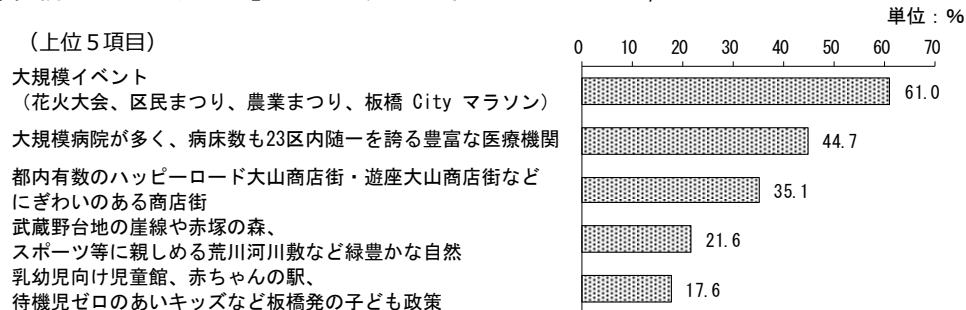 単位：%
（上位５項目）
0 10 20 30 40 50 60 70
大規模イベント
（花火大会、区民まつり、農業まつり、板橋 City マラソン）
61.0
大規模病院が多く、病床数も23区内随一を誇る豊富な医療機関
44.7
都内有数のハッピーロード大山商店街・遊座大山商店街など
にぎわいのある商店街
35.1
武蔵野台地の崖線や赤塚の森、
スポーツ等に親しめる荒川河川敷など緑豊かな自然
21.6
乳幼児向け児童館、赤ちゃんの駅、
待機児ゼロのあいキッズなど板橋発の子ども政策
17.6